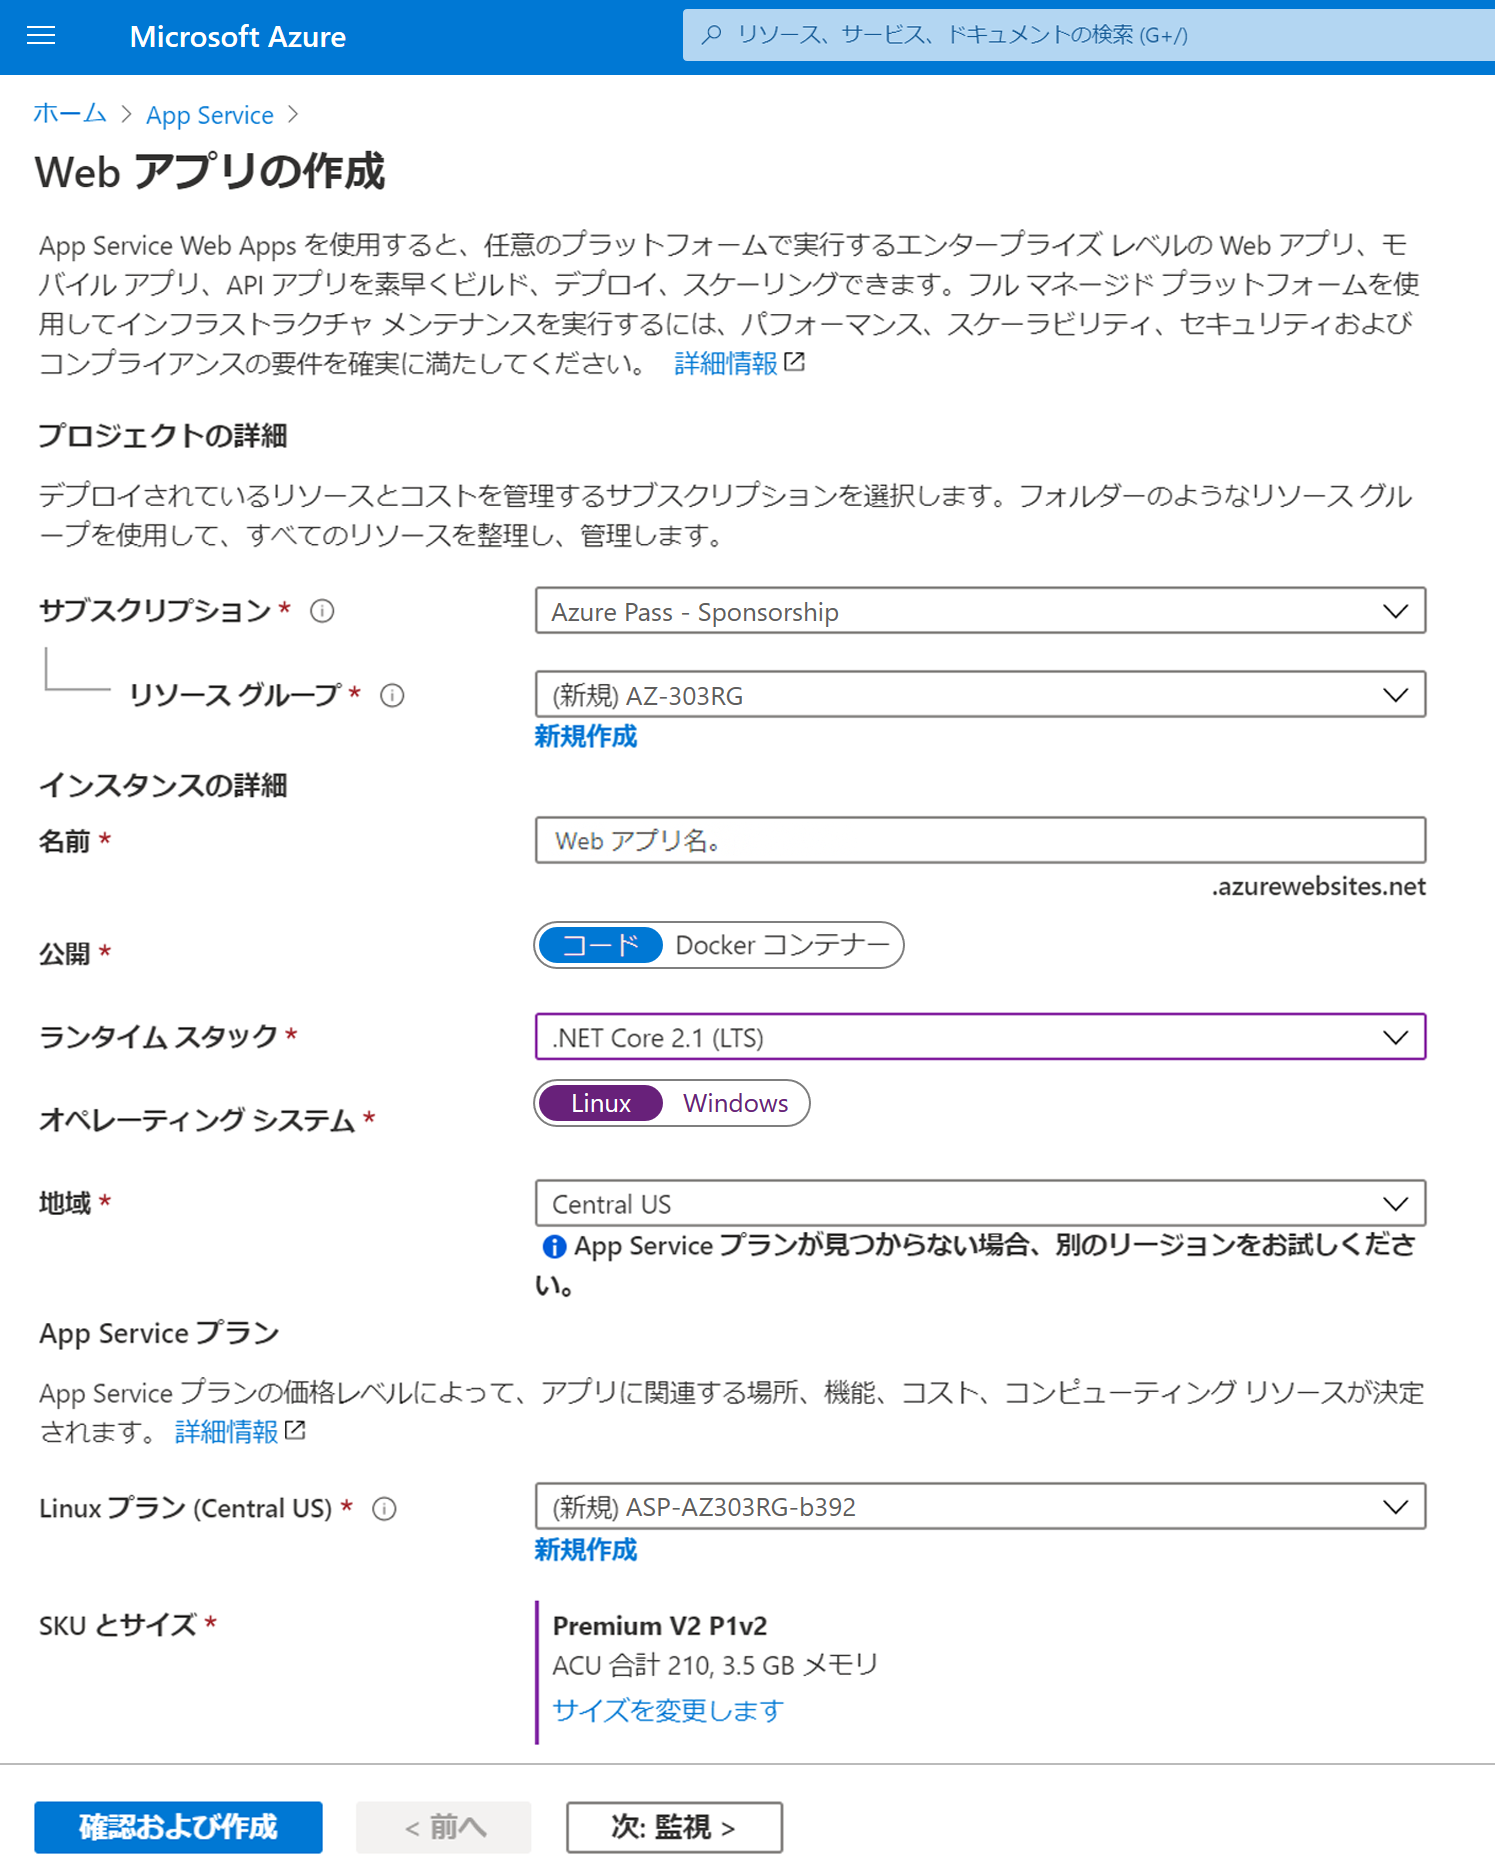 Microsoft Azure
リソース、サービス、ドキュメントの検索 (G+/)
ホーム > App Service >
Web アプリの作成
App Service Web Apps を使用すると、任意のプラットフォームで実行するエンタープライズ レベルの Web アプリ、モ
バイル アプリ、API アプリを素早くビルド、デプロイ、スケーリングできます。フル マネージド プラットフォームを使
用してインフラストラクチャ メンテナンスを実行するには、パフォーマンス、スケーラビリティ、セキュリティおよび
コンプライアンスの要件を確実に満たしてください。 詳細情報
プロジェクトの詳細
デプロイされているリソースとコストを管理するサブスクリプションを選択します。フォルダーのようなリソース グル
ープを使用して、すべてのリソースを整理し、管理します。
サブスクリプション *
Azure Pass - Sponsorship
リソース グループ *
(新規) AZ-303RG
新規作成
インスタンスの詳細
名前 *
Web アプリ名。
.azurewebsites.net
公開 *
コード Docker コンテナー
ランタイム スタック *
.NET Core 2.1 (LTS)
オペレーティング システム *
Linux Windows
地域 *
Central US
App Service プランが見つからない場合、別のリージョンをお試しくださ
い。
App Service プラン
App Service プランの価格レベルによって、アプリに関連する場所、機能、コスト、コンピューティング リソースが決定
されます。 詳細情報
Linux プラン (Central US) *
(新規) ASP-AZ303RG-b392
新規作成
SKU とサイズ *
Premium V2 P1v2
ACU 合計 210, 3.5 GB メモリ
サイズを変更します
確認および作成
< 前へ
次: 監視 >